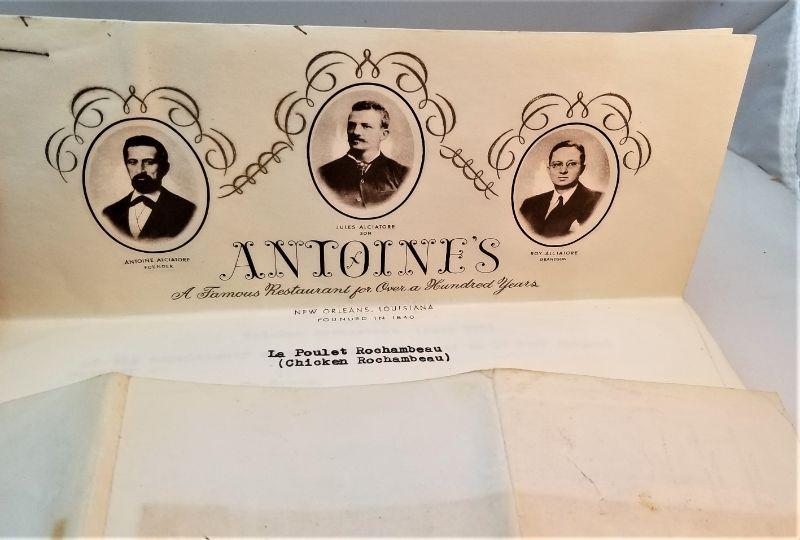 ANTOINE ALCIATORE
FOUNDER
JULES ALCIATORE
SON
ROY ALCIATORE
GRANDSON
ANTOINE'S
A Famous Restaurant for Over a Hundred Years
NEW ORLEANS, LOUISIANA
FOUNDED IN 1840
La Poulet Rochambeau
(Chicken Rochambeau)